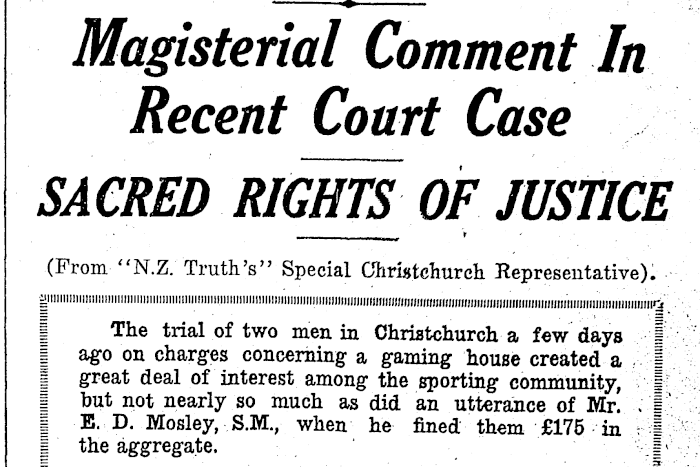 Magisterial Comment In
Recent Court Case
SACRED RIGHTS OF JUSTICE
(From "N.Z. Truth's" Special Christchurch Representative).
The trial of two men in Christchurch a few days
ago on charges concerning a gaming house created a
great deal of interest among the sporting community,
but not nearly so much as did an utterance of Mr.
E. D. Mosley, S.M., when he fined them £175 in
the aggregate.